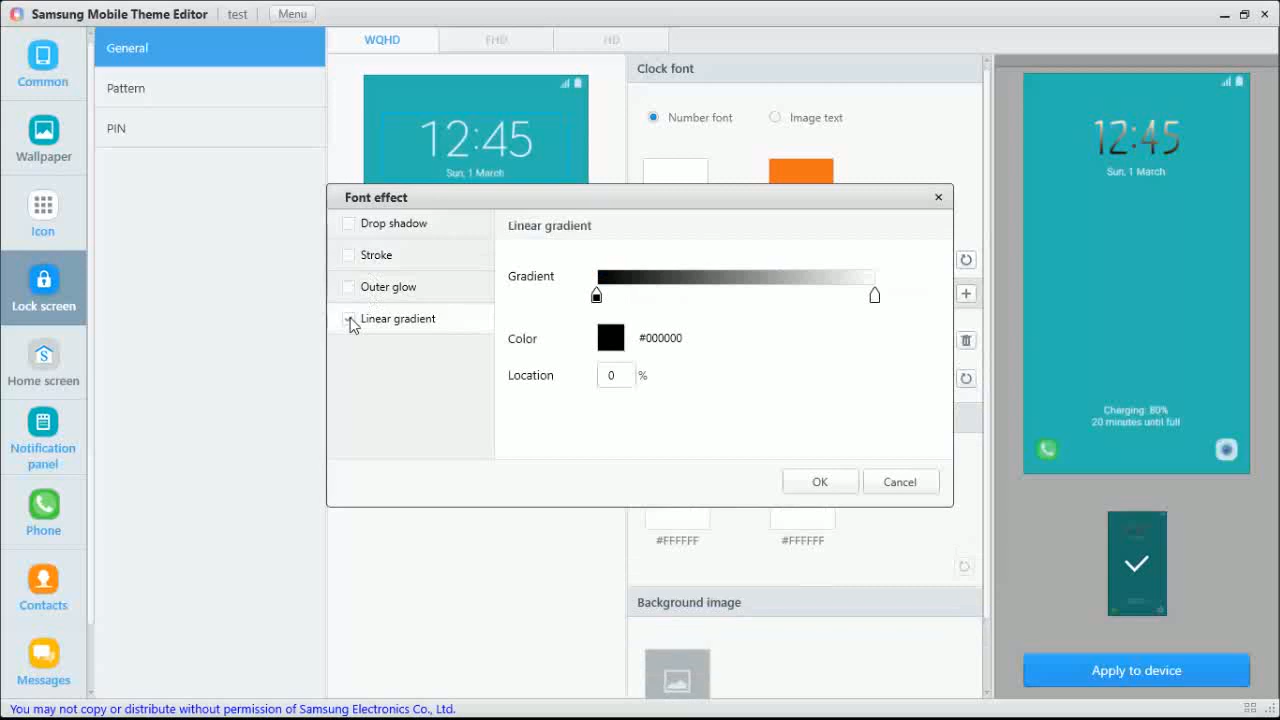 Samsung Mobile Theme Editor test Menu
Common
Wallpaper
Icon
Lock screen
Home screen
Notification
panel
Phone
Contacts
Messages
General
Pattern
PIN
WQHD FHD HD
12:45
Sun, 1 March
Clock font
Number font Image text
Font effect
Drop shadow
Stroke
Outer glow
Linear gradient
Linear gradient
Gradient
Color #000000
Location 0 %
OK Cancel
#FFFFFF #FFFFFF
Background image
12:45
Sun, 1 March
Charging: 80%
20 minutes until full
Apply to device
You may not copy or distribute without permission of Samsung Electronics Co., Ltd.